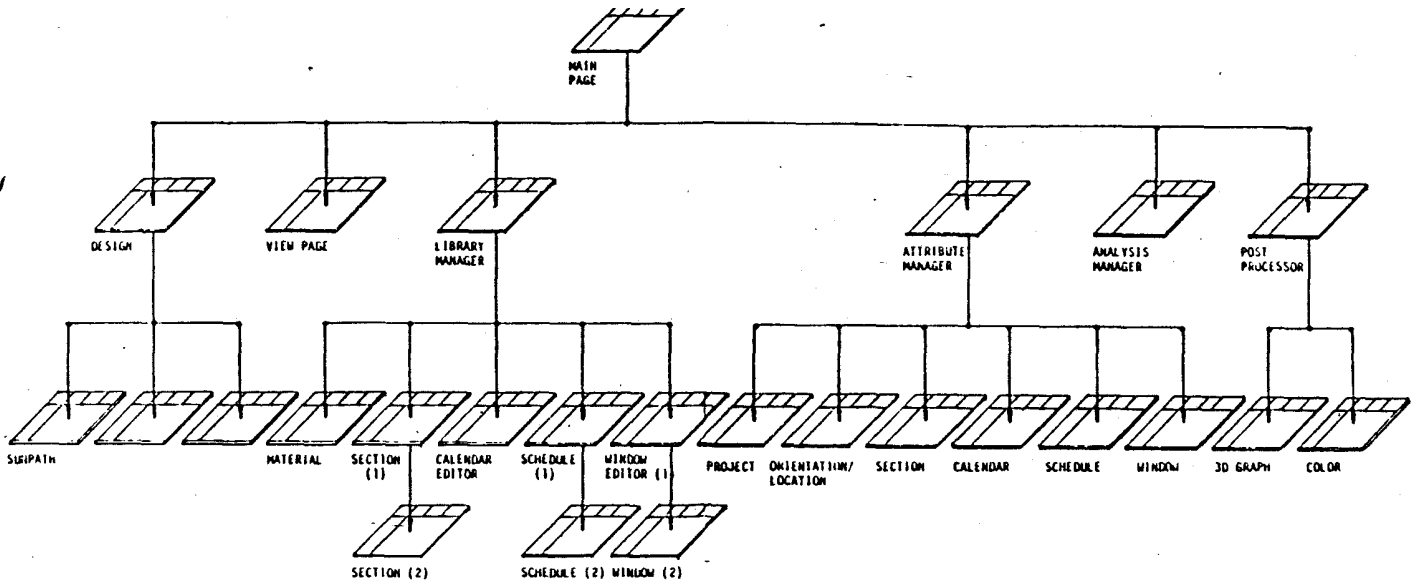 MAIN
PAGE
DESIGN
VIEW PAGE
LIBRARY
MANAGER
ATTRIBUTE
MANAGER
ANALYSIS
MANAGER
POST
PROCESSOR
SUNPATH
MATERIAL
SECTION
(1)
CALENDAR
EDITOR
SCHEDULE
(1)
WINDOW
EDITOR (1)
PROJECT
ORIENTATION/
LOCATION
SECTION
CALENDAR
SCHEDULE
WINDOW
3D GRAPH
COLOR
SECTION (2)
SCHEDULE (2)
WINDOW (2)